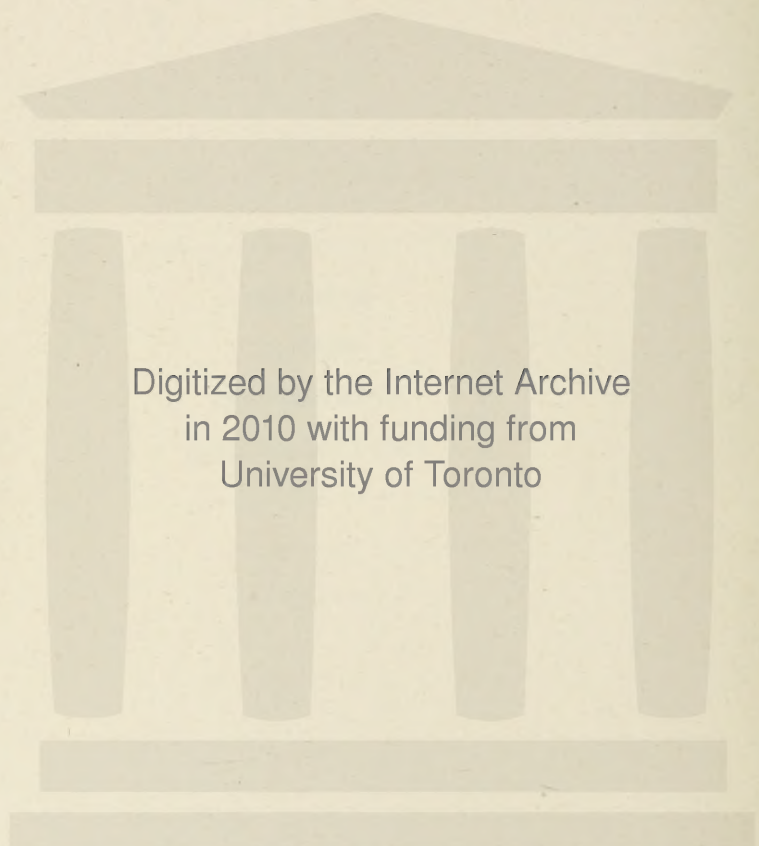 Digitized by the Internet Archive
in 2010 with funding from
University of Toronto